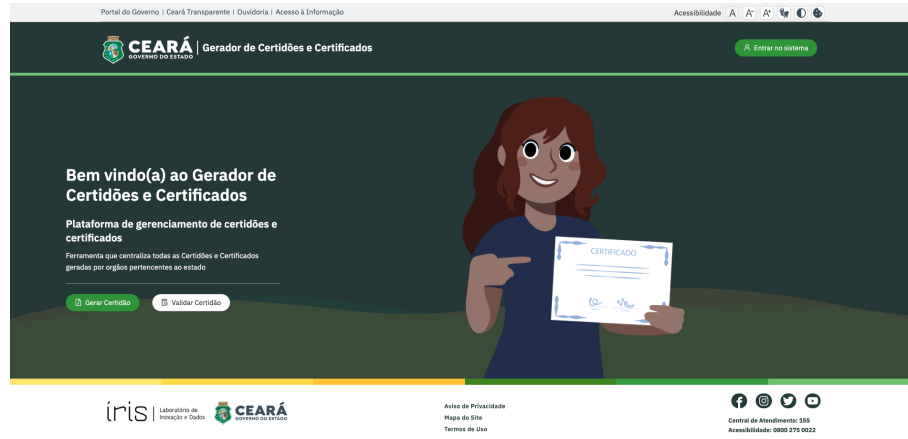 Portal do Governo | Ceará Transparente | Ouvidoria | Acesso à Informação
Acessibilidade A A- A+
CEARÁ
GOVERNO DO ESTADO
Gerador de Certidões e Certificados
Entrar no sistema
Bem vindo(a) ao Gerador de
Certidões e Certificados
Plataforma de gerenciamento de certidões e
certificados
Ferramenta que centraliza todas as Certidões e Certificados
geradas por orgãos pertencentes ao estado
Gerar Certidão
Validar Certidão
CERTIFICADO
íris
Laboratório de
Inovação e Dados
CEARÁ
GOVERNO DO ESTADO
Aviso de Privacidade
Mapa do Site
Termos de Uso
Central de Atendimento: 155
Acessibilidade: 0800 275 0022